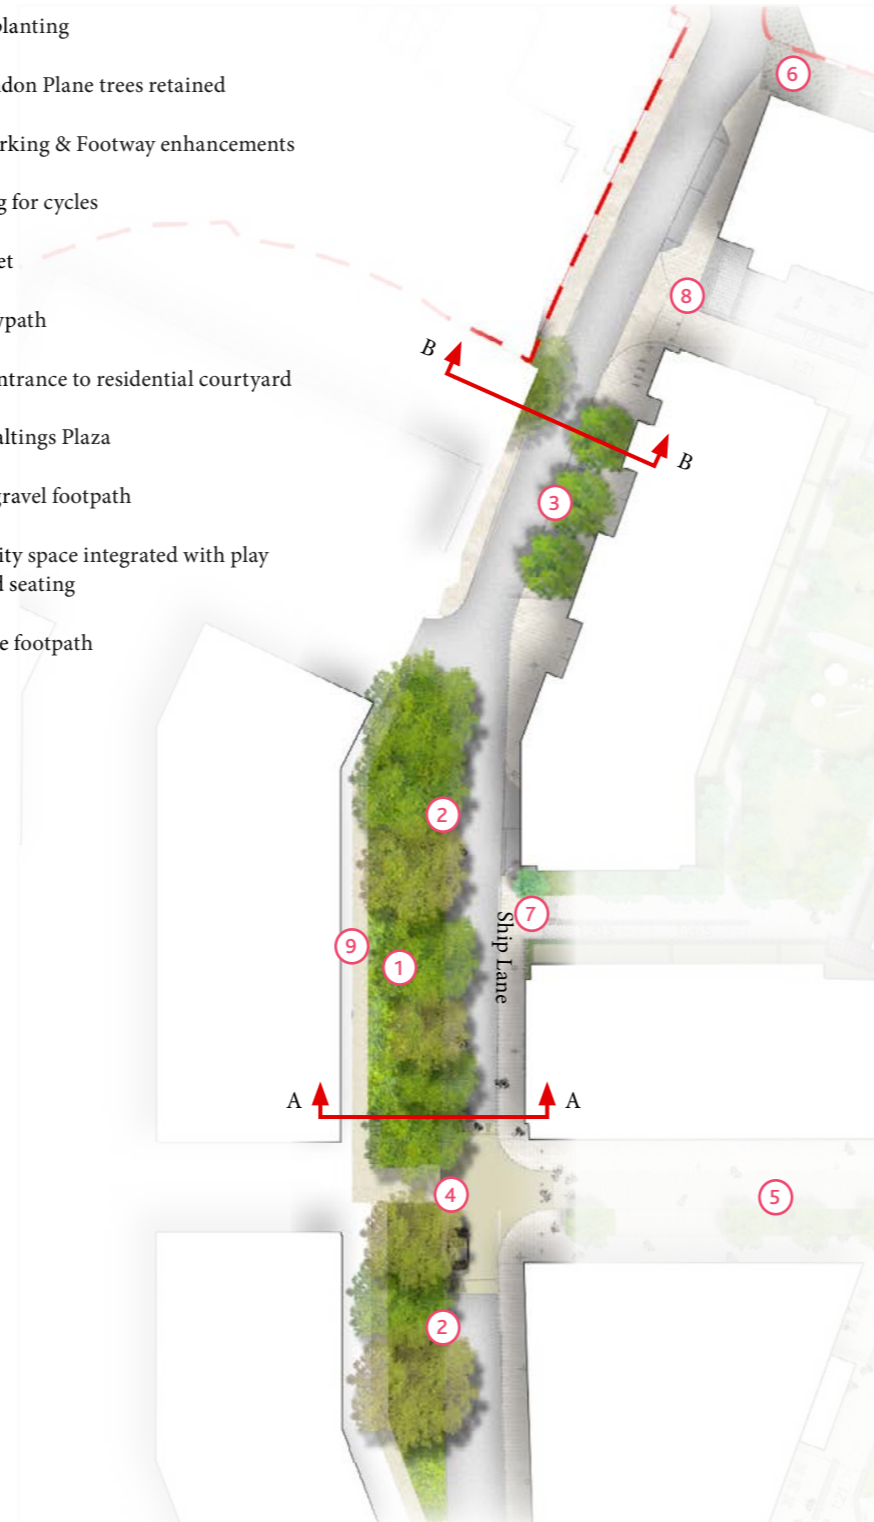 planting
don Plane trees retained
rking & Footway enhancements
g for cycles
et
ypath
ntrance to residential courtyard
altings Plaza
gravel footpath
ity space integrated with play
d seating
e footpath
6
8
B
B
3
2
7
Ship Lane
9
1
A
A
4
5
2